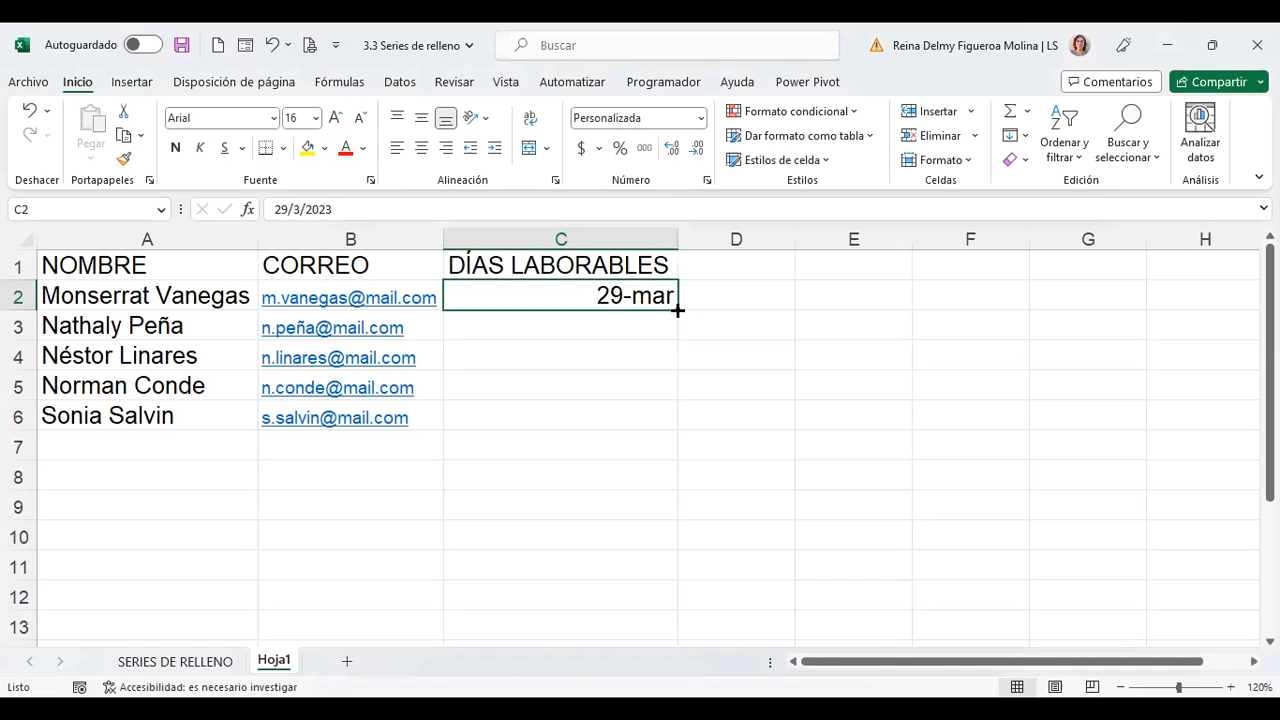 Autoguardado
3.3 Series de relleno
Buscar
Reina Delmy Figueroa Molina | LS
Archivo Inicio Insertar Disposición de página Fórmulas Datos Revisar Vista Automatizar Programador Ayuda Power Pivot Comentarios Compartir
Pegar
Arial 16
N K S A
ab
Personalizada
$ % 000
Formato condicional
Dar formato como tabla
Estilos de celda
Insertar
Eliminar
Formato
Ordenary filtrar
Buscar y seleccionar
Analizar datos
Deshacer Portapapeles Fuente Alineación Número Estilos Celdas Edición Análisis
C2 fx 29/3/2023
A B C D E F G H
1 NOMBRE CORREO DÍAS LABORABLES
2 Monserrat Vanegas m.vanegas@mail.com 29-mar
3 Nathaly Peña n.peña@mail.com
4 Néstor Linares n.linares@mail.com
5 Norman Conde n.conde@mail.com
6 Sonia Salvin s.salvin@mail.com
7
8
9
10
11
12
13
SERIES DE RELLENO Hoja1
Listo Accesibilidad: es necesario investigar 120%